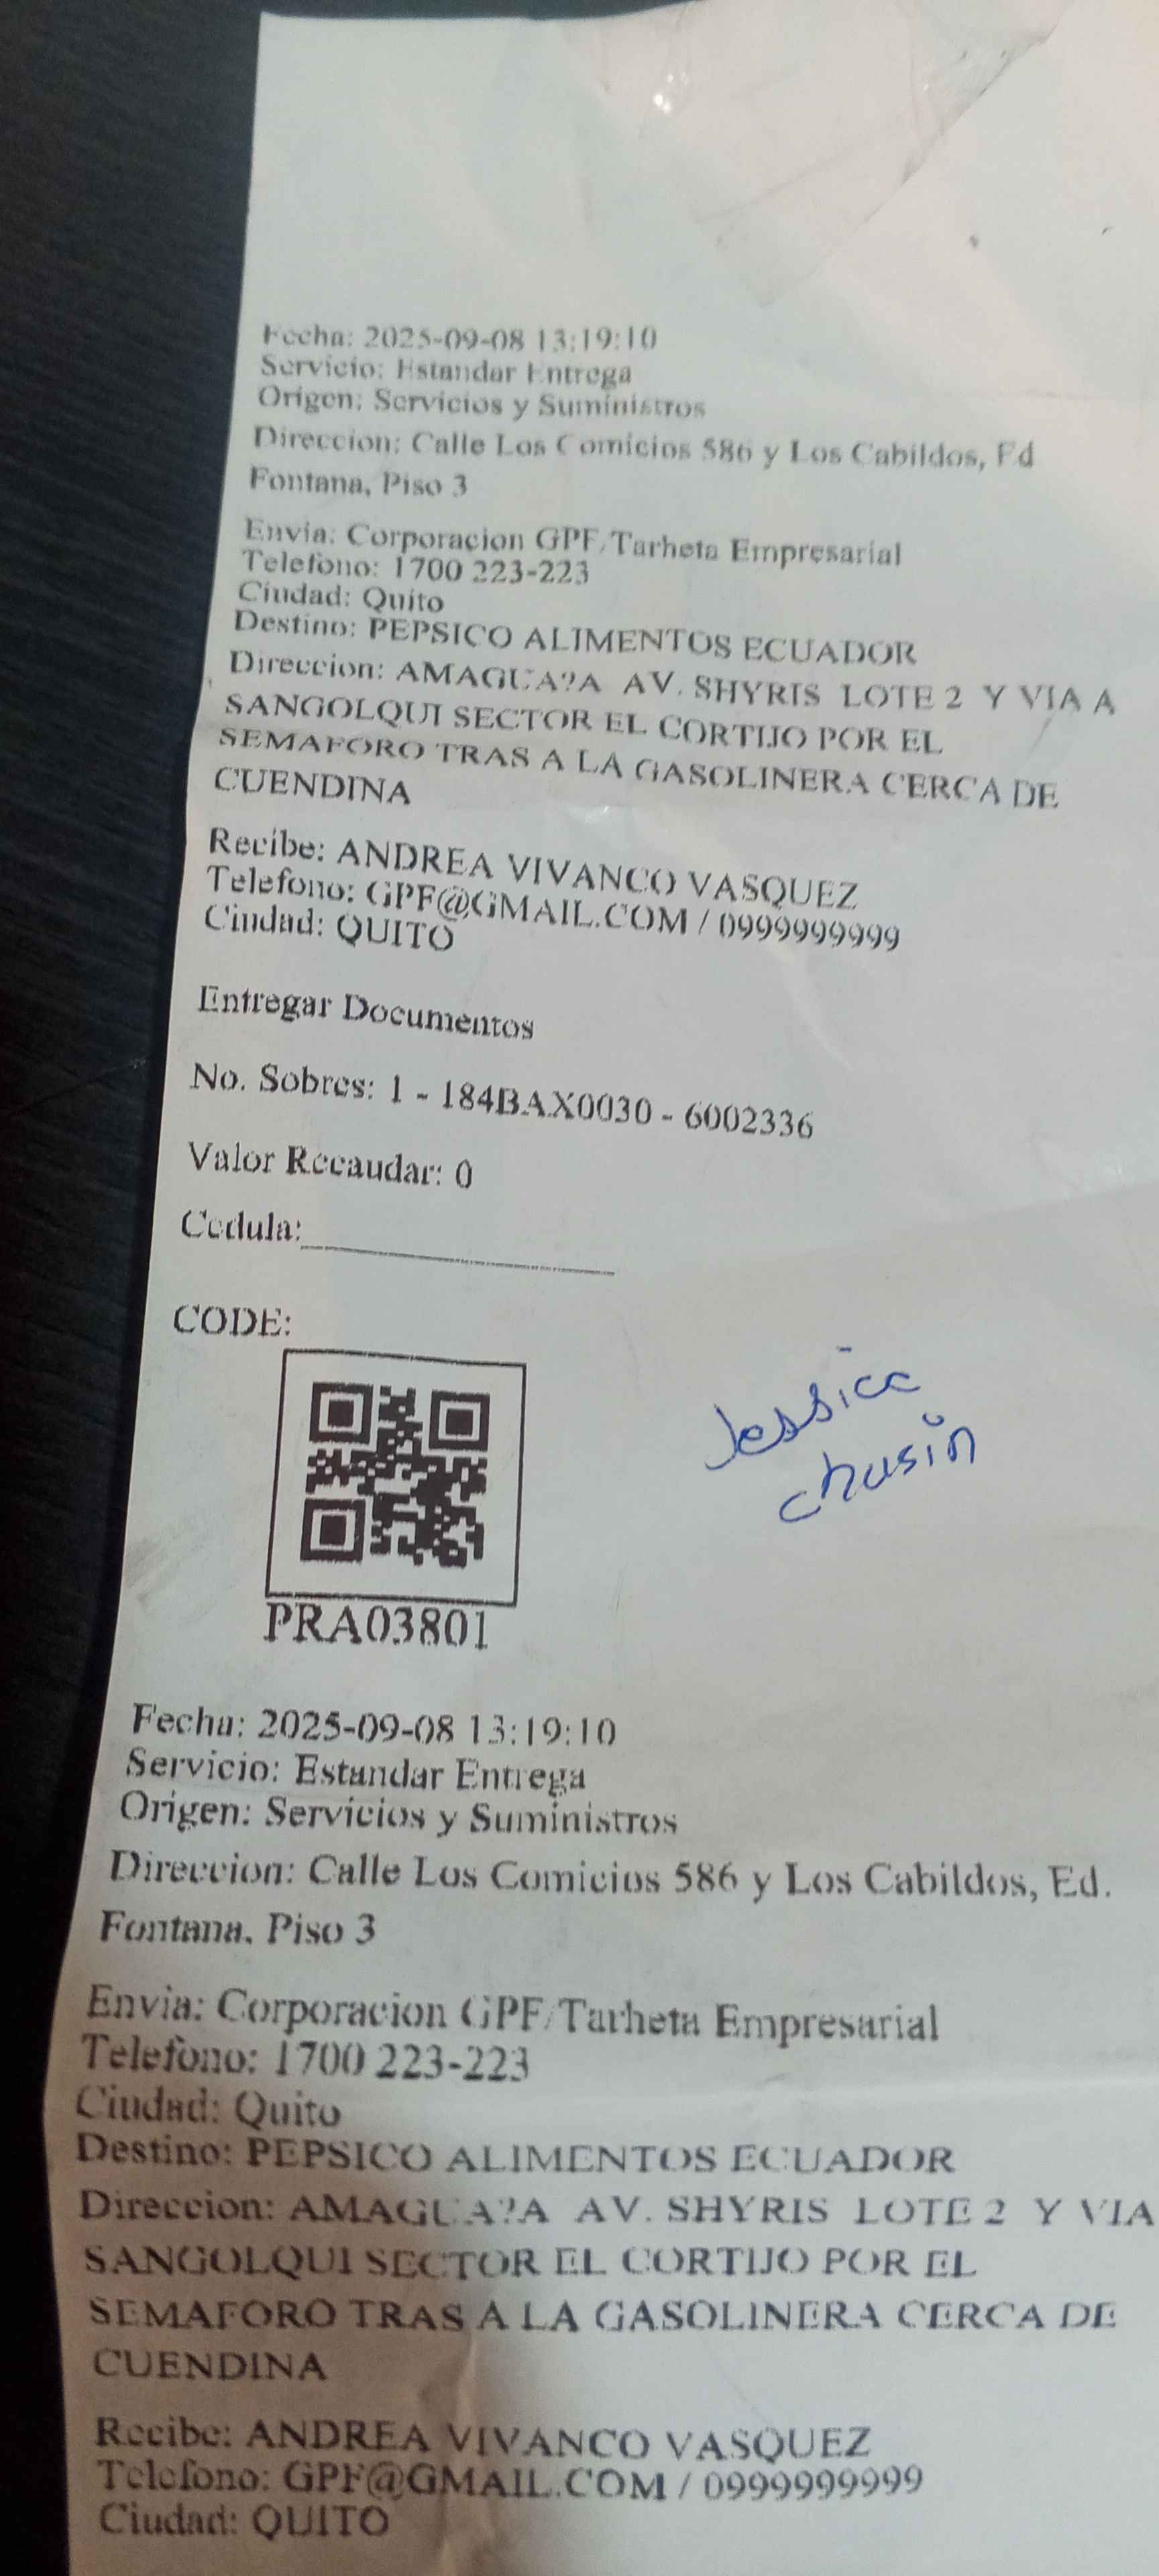 Fecha: 2025-09-08 13:19:10
Servicio: Estandar Entrega
Origen: Servicios y Suministros
Direccion: Calle Los Comicios 586 y Los Cabildos, Ed
Fontana, Piso 3
Envia: Corporacion GPF/Tarheta Empresarial
Telefono: 1700 223-223
Ciudad: Quito
Destino: PEPSICO ALIMENTOS ECUADOR
Direccion: AMAGUA?A AV. SHYRIS LOTE 2 Y VIA A
SANGOLQUI SECTOR EL CORTIJO POR EL
SEMAFORO TRAS A LA GASOLINERA CERCA DE
CUENDINA
Recibe: ANDREA VIVANCO VASQUEZ
Telefono: GPF@GMAIL.COM / 0999999999
Ciudad: QUITO
Entregar Documentos
No. Sobres: 1 - 184BAX0030 - 6002336
Valor Recaudar: 0
Cedula:
CODE:
Jessica
chusin
PRA03801
Fecha: 2025-09-08 13:19:10
Servicio: Estandar Entrega
Origen: Servicios y Suministros
Direccion: Calle Los Comicios 586 y Los Cabildos, Ed.
Fontana, Piso 3
Envia: Corporacion GPF/Tarheta Empresarial
Telefono: 1700 223-223
Ciudad: Quito
Destino: PEPSICO ALIMENTOS ECUADOR
Direccion: AMAGUA?A AV. SHYRIS LOTE 2 Y VIA
SANGOLQUI SECTOR EL CORTIJO POR EL
SEMAFORO TRAS A LA GASOLINERA CERCA DE
CUENDINA
Recibe: ANDREA VIVANCO VASQUEZ
Telefono: GPF@GMAIL.COM / 0999999999
Ciudad: QUITO